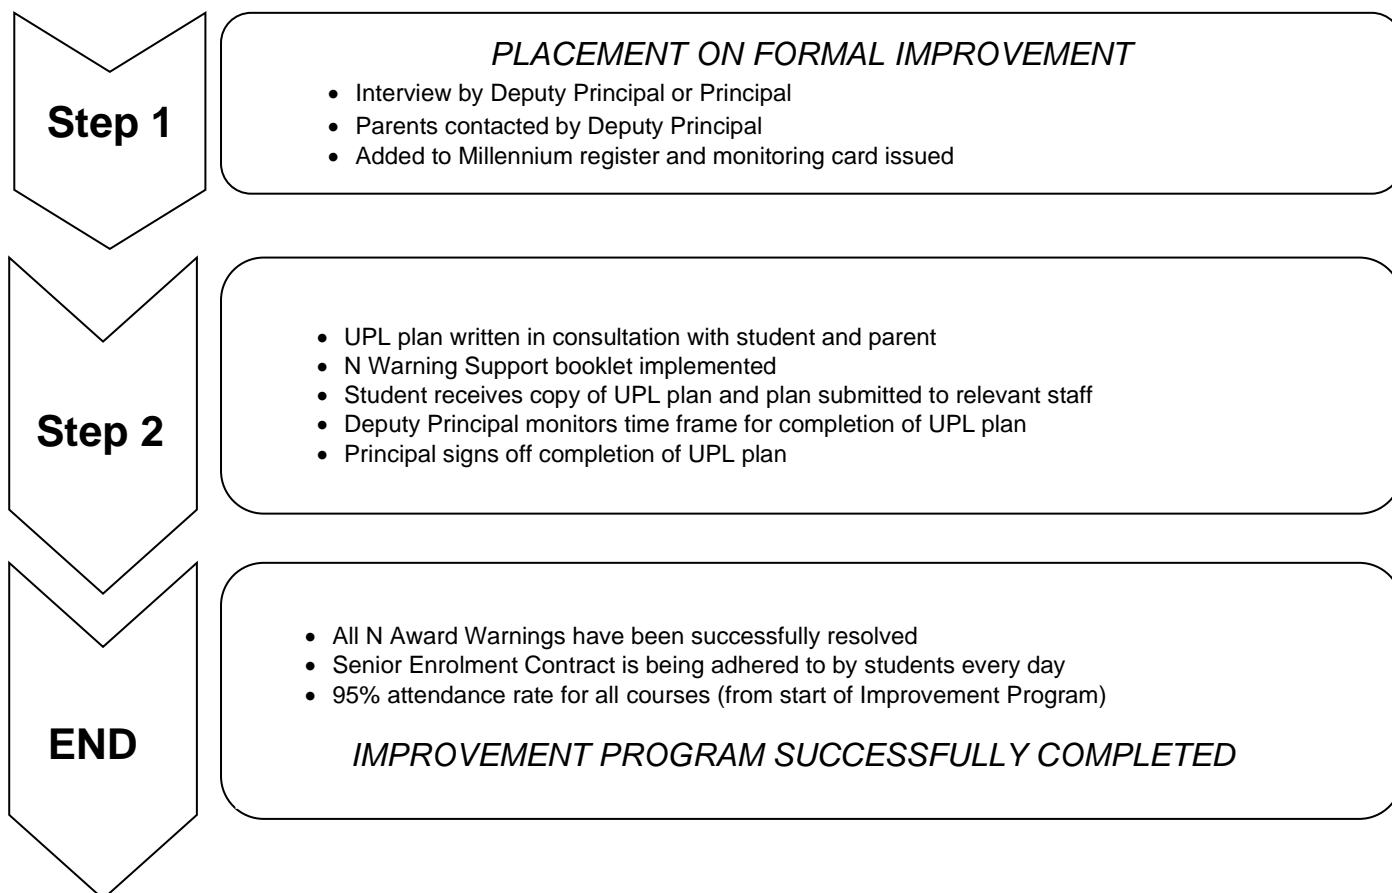 Step 1
PLACEMENT ON FORMAL IMPROVEMENT
• Interview by Deputy Principal or Principal
• Parents contacted by Deputy Principal
• Added to Millennium register and monitoring card issued
Step 2
• UPL plan written in consultation with student and parent
• N Warning Support booklet implemented
• Student receives copy of UPL plan and plan submitted to relevant staff
• Deputy Principal monitors time frame for completion of UPL plan
• Principal signs off completion of UPL plan
END
• All N Award Warnings have been successfully resolved
• Senior Enrolment Contract is being adhered to by students every day
• 95% attendance rate for all courses (from start of Improvement Program)
IMPROVEMENT PROGRAM SUCCESSFULLY COMPLETED